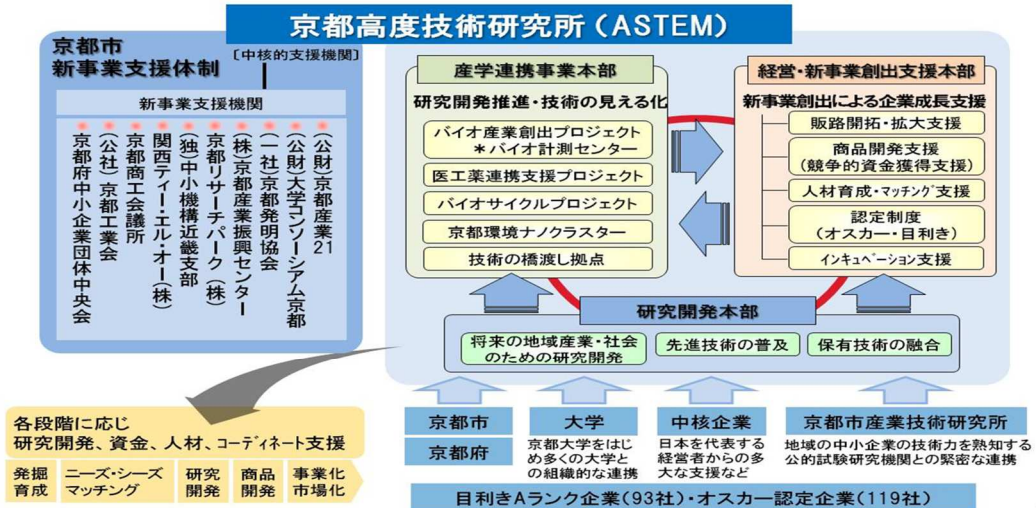 京都高度技術研究所（ASTEM）
京都市
新事業支援体制
［中核的支援機関］
新事業支援機関
（公財）京都産業21
（公財）大学コンソーシアム京都
（一社）京都発明協会
（株）京都産業振興センター
京都リサーチパーク（株）
（独）中小機構近畿支部
関西ティー・エル・オー（株）
京都商工会議所
（公社）京都工業会
京都府中小企業団体中央会
産学連携事業本部
研究開発推進・技術の見える化
バイオ産業創出プロジェクト
＊バイオ計測センター
医工薬連携支援プロジェクト
バイオサイクルプロジェクト
京都環境ナノクラスター
技術の橋渡し拠点
経営・新事業創出支援本部
新事業創出による企業成長支援
販路開拓・拡大支援
商品開発支援
（競争的資金獲得支援）
人材育成・ﾏｯﾁﾝｸﾞ支援
認定制度
（オスカー・目利き）
ｲﾝｷｭﾍﾞｰｼｮﾝ支援
研究開発本部
将来の地域産業・社会
のための研究開発
先進技術の普及
保有技術の融合
各段階に応じ
研究開発、資金、人材、ｺｰﾃﾞｨﾈｰﾄ支援
発掘
育成
ニーズ・シーズ
マッチング
研究
開発
商品
開発
事業化
市場化
京都市
京都府
大学
京都大学をはじ
め多くの大学と
の組織的な連携
中核企業
日本を代表する
経営者からの多
大な支援など
京都市産業技術研究所
地域の中小企業の技術力を熟知する
公的試験研究機関との緊密な連携
目利きAランク企業（93社）・オスカー認定企業（119社）